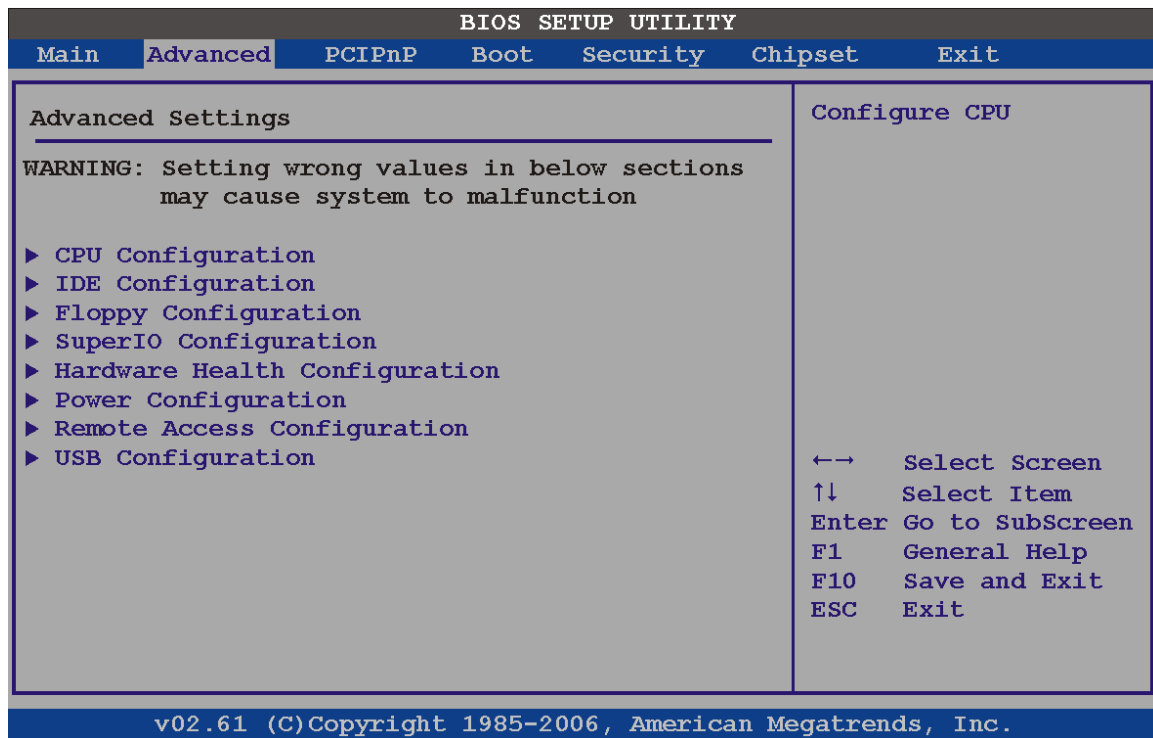 BIOS SETUP UTILITY
Main Advanced PCIPnP Boot Security Chipset Exit
Advanced Settings
WARNING: Setting wrong values in below sections
may cause system to malfunction
▶ CPU Configuration
▶ IDE Configuration
▶ Floppy Configuration
▶ SuperIO Configuration
▶ Hardware Health Configuration
▶ Power Configuration
▶ Remote Access Configuration
▶ USB Configuration
Configure CPU
←→ Select Screen
↑↓ Select Item
Enter Go to SubScreen
F1 General Help
F10 Save and Exit
ESC Exit
v02.61 (C)Copyright 1985-2006, American Megatrends, Inc.